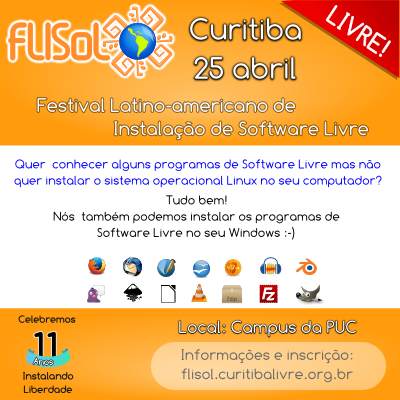 FLISoL
Curitiba
25 abril
LIVRE!
Festival Latino-americano de
Instalação de Software Livre
Quer conhecer alguns programas de Software Livre mas não
quer instalar o sistema operacional Linux no seu computador?
Tudo bem!
Nós também podemos instalar os programas de
Software Livre no seu Windows :-)
7zip
FZ
Celebremos
11
Anos
Instalando
Liberdade
Local: Campus da PUC
Informações e inscrição:
flisol.curitibalivre.org.br